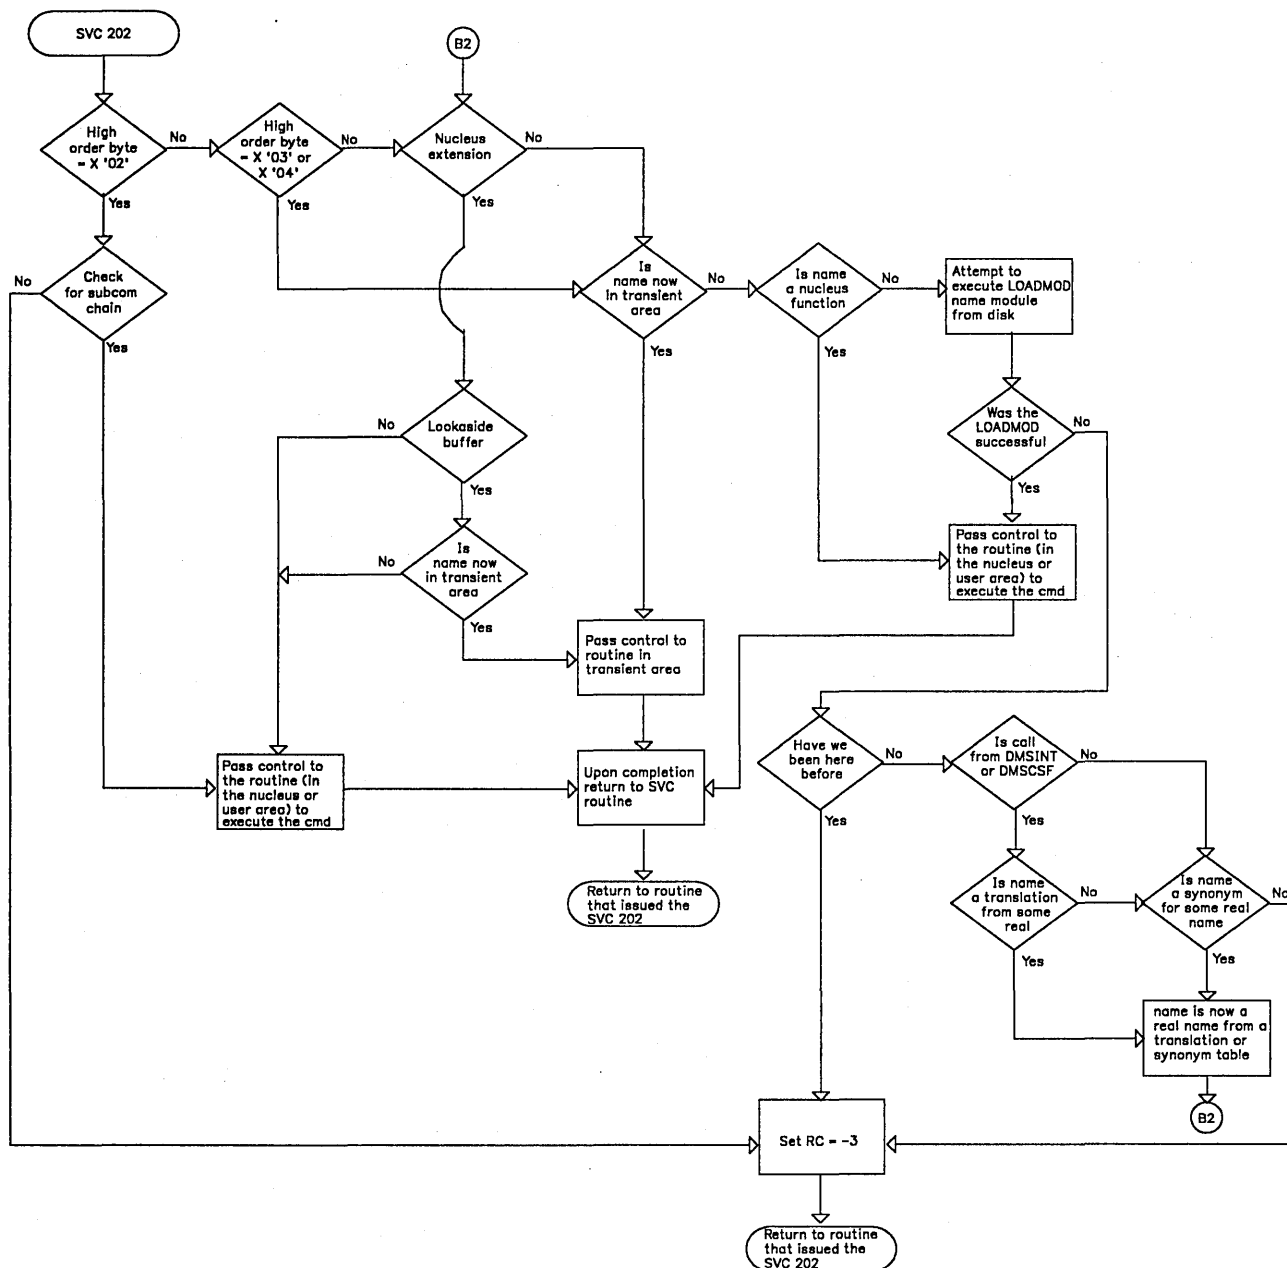 SVC 202
B2
High
order byte
= X '02'
No
Yes
High
order byte
= X '03' or
X '04'
No
Yes
Nucleus
extension
No
Yes
Check
for subcom
chain
No
Yes
Is
name now
in transient
area
No
Yes
Is name
a nucleus
function
No
Yes
Attempt to
execute LOADMOD
name module
from disk
Lookaside
buffer
No
Yes
Was the
LOADMOD
successful
No
Yes
Is
name now
in transient
area
No
Yes
Pass control to
the routine (in
the nucleus or
user area) to
execute the cmd
Pass control to
routine in
transient area
Pass control to
the routine (in
the nucleus or
user area) to
execute the cmd
Upon completion
return to SVC
routine
Have we
been here
before
No
Yes
Is call
from DMSINT
or DMSCSF
No
Yes
Return to routine
that issued the
SVC 202
Is name
a translation
from some
real
No
Yes
Is name
a synonym
for some real
name
No
Yes
name is now a
real name from a
translation or
synonym table
B2
Set RC = -3
Return to routine
that issued the
SVC 202